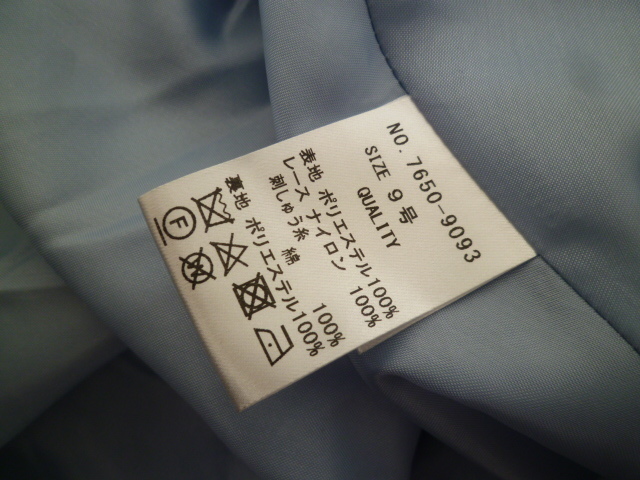 NO. 7650-9093
SIZE 9号
QUALITY
表地 ポリエステル100%
レース ナイロン 100%
刺しゅう糸 綿 100%
裏地 ポリエステル100%
F